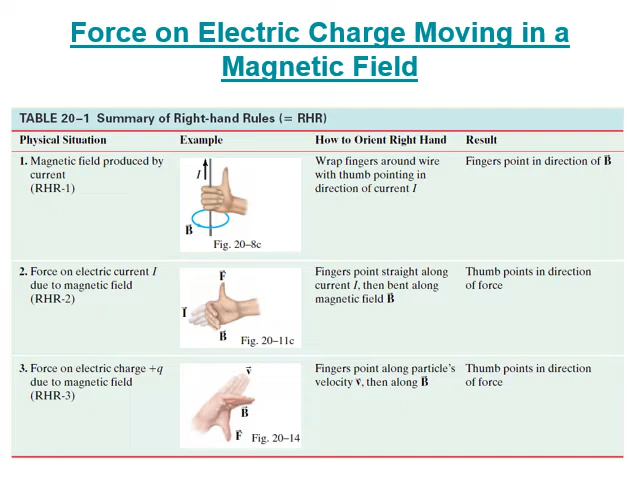 Force on Electric Charge Moving in a
Magnetic Field
TABLE 20–1 Summary of Right-hand Rules (= RHR)
Physical Situation Example How to Orient Right Hand Result
1. Magnetic field produced by
current
(RHR-1)
I
B⃗
Fig. 20–8c
Wrap fingers around wire
with thumb pointing in
direction of current I
Fingers point in direction of B⃗
2. Force on electric current I
due to magnetic field
(RHR-2)
F⃗
I⃗
B⃗
Fig. 20–11c
Fingers point straight along
current I, then bent along
magnetic field B⃗
Thumb points in direction
of force
3. Force on electric charge +q
due to magnetic field
(RHR-3)
v⃗
B⃗
F⃗
Fig. 20–14
Fingers point along particle's
velocity v⃗, then along B⃗
Thumb points in direction
of force